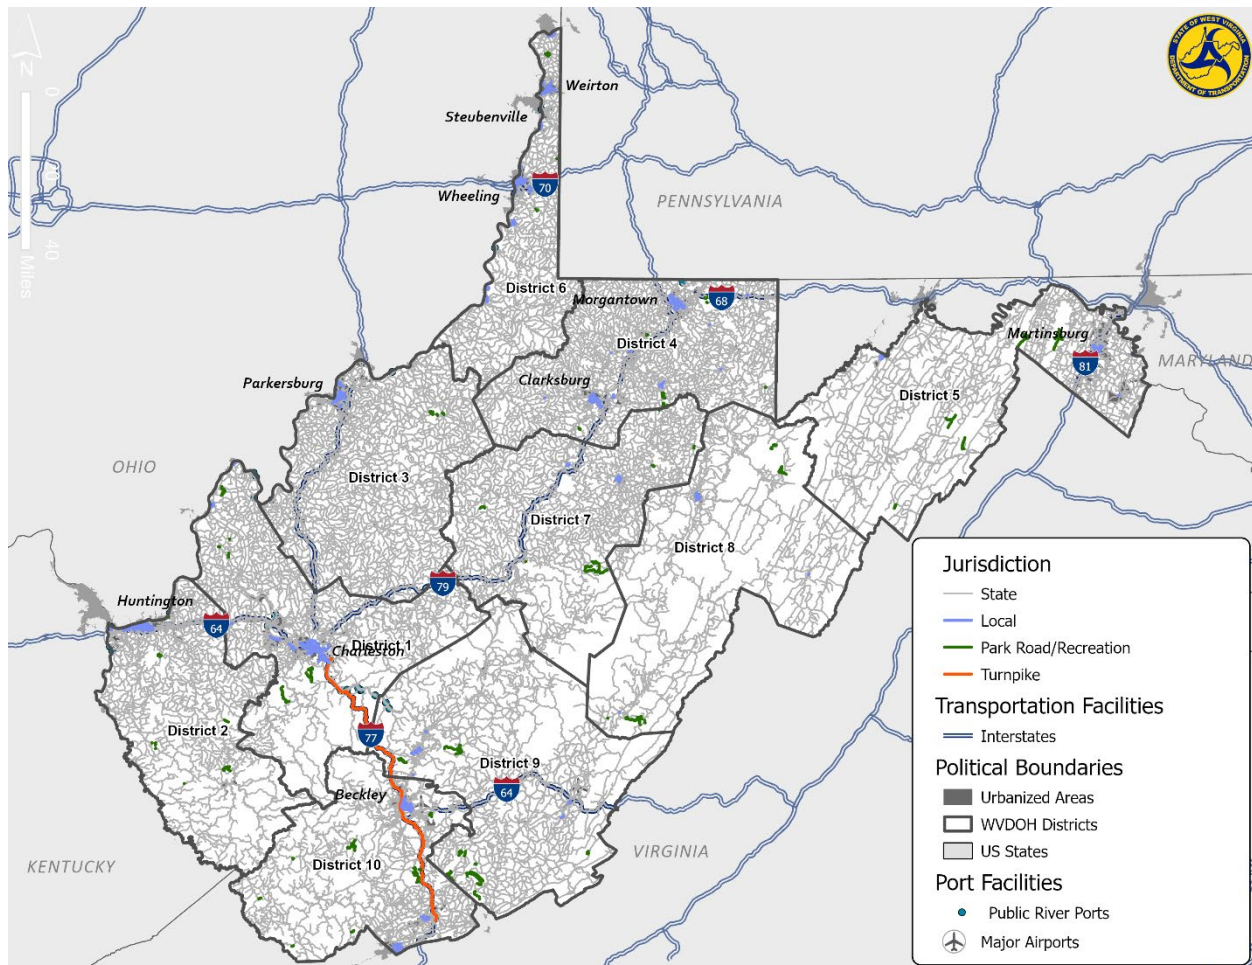 STATE OF WEST VIRGINIA
DEPARTMENT OF TRANSPORTATION
N
0
20
40
Miles
Weirton
Steubenville
Wheeling
70
PENNSYLVANIA
District 6
Morgantown
68
District 4
Martinsburg
81
MARYLAND
Parkersburg
Clarksburg
District 5
OHIO
District 3
District 7
District 8
79
Huntington
64
District 1
Charleston
District 2
77
District 9
Beckley
64
KENTUCKY
District 10
VIRGINIA
Jurisdiction
State
Local
Park Road/Recreation
Turnpike
Transportation Facilities
Interstates
Political Boundaries
Urbanized Areas
WVDOH Districts
US States
Port Facilities
Public River Ports
Major Airports